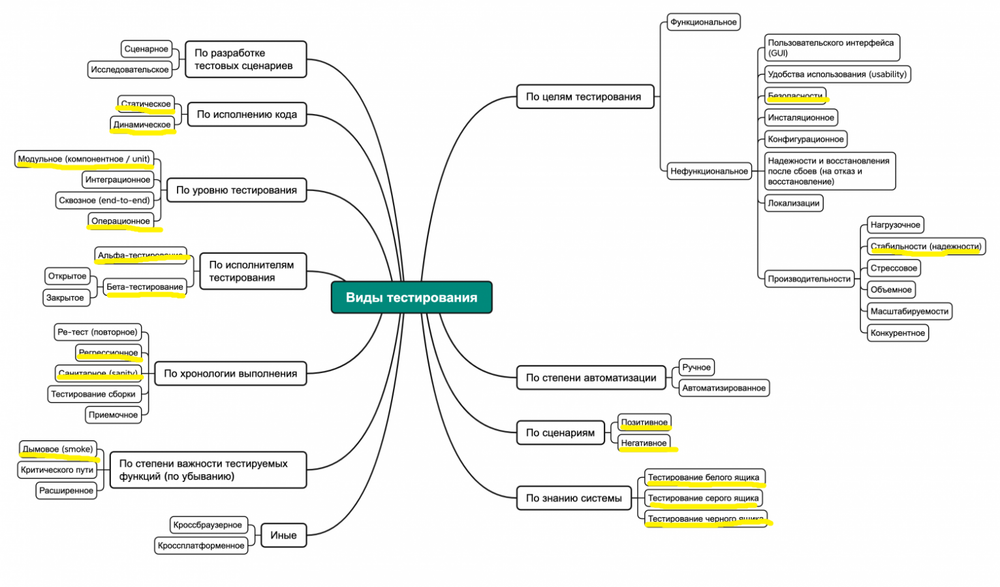 Виды тестирования
По разработке
тестовых сценариев
Сценарное
Исследовательское
По исполнению кода
Статическое
Динамическое
По уровню тестирования
Модульное (компонентное / unit)
Интеграционное
Сквозное (end-to-end)
Операционное
По исполнителям
тестирования
Альфа-тестирование
Бета-тестирование
Открытое
Закрытое
По хронологии выполнения
Ре-тест (повторное)
Регрессионное
Санитарное (sanity)
Тестирование сборки
Приемочное
По степени важности тестируемых
функций (по убыванию)
Дымовое (smoke)
Критического пути
Расширенное
Иные
Кроссбраузерное
Кроссплатформенное
По целям тестирования
Функциональное
Нефункциональное
Пользовательского интерфейса
(GUI)
Удобства использования (usability)
Безопасности
Инсталяционное
Конфигурационное
Надежности и восстановления
после сбоев (на отказ и
восстановление)
Локализации
Производительности
Нагрузочное
Стабильности (надежности)
Стрессовое
Объемное
Масштабируемости
Конкурентное
По степени автоматизации
Ручное
Автоматизированное
По сценариям
Позитивное
Негативное
По знанию системы
Тестирование белого ящика
Тестирование серого ящика
Тестирование черного ящика